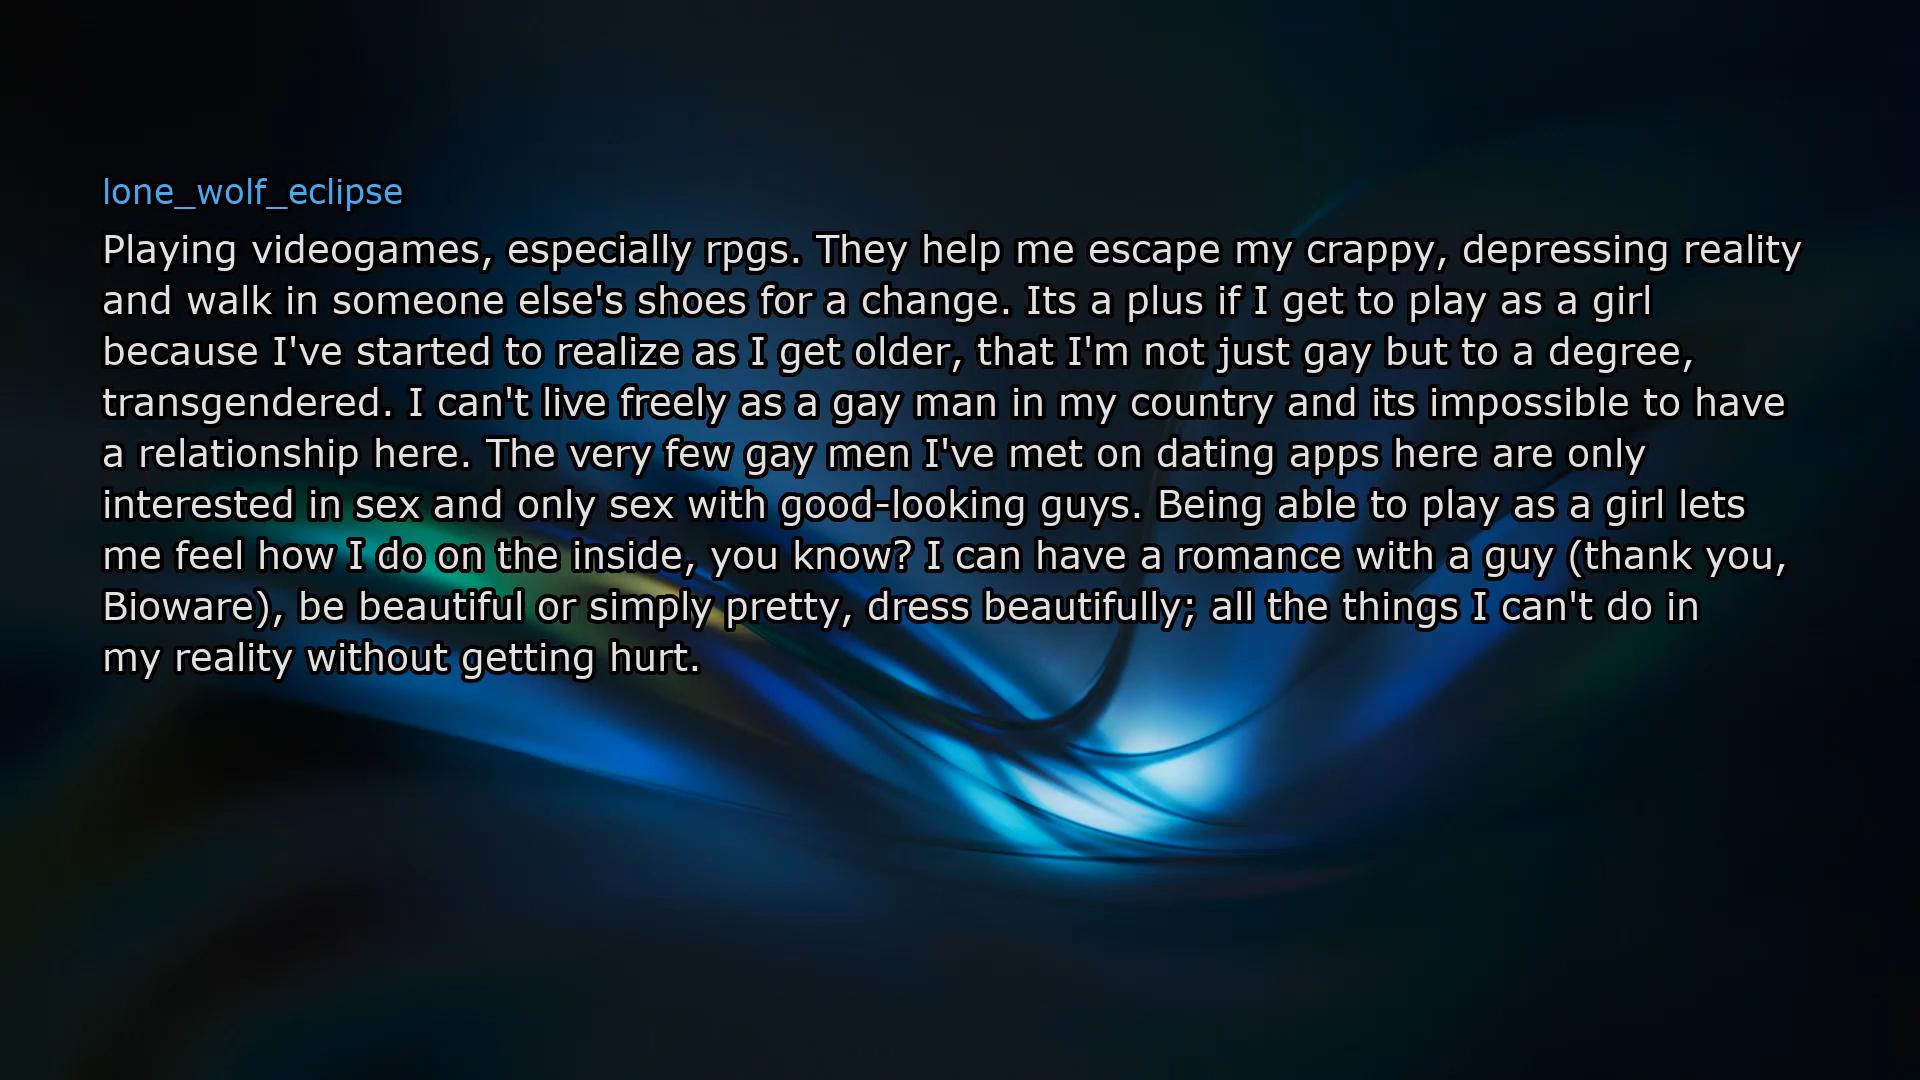 lone_wolf_eclipse
Playing videogames, especially rpgs. They help me escape my crappy, depressing reality
and walk in someone else's shoes for a change. Its a plus if I get to play as a girl
because I've started to realize as I get older, that I'm not just gay but to a degree,
transgendered. I can't live freely as a gay man in my country and its impossible to have
a relationship here. The very few gay men I've met on dating apps here are only
interested in sex and only sex with good-looking guys. Being able to play as a girl lets
me feel how I do on the inside, you know? I can have a romance with a guy (thank you,
Bioware), be beautiful or simply pretty, dress beautifully; all the things I can't do in
my reality without getting hurt.